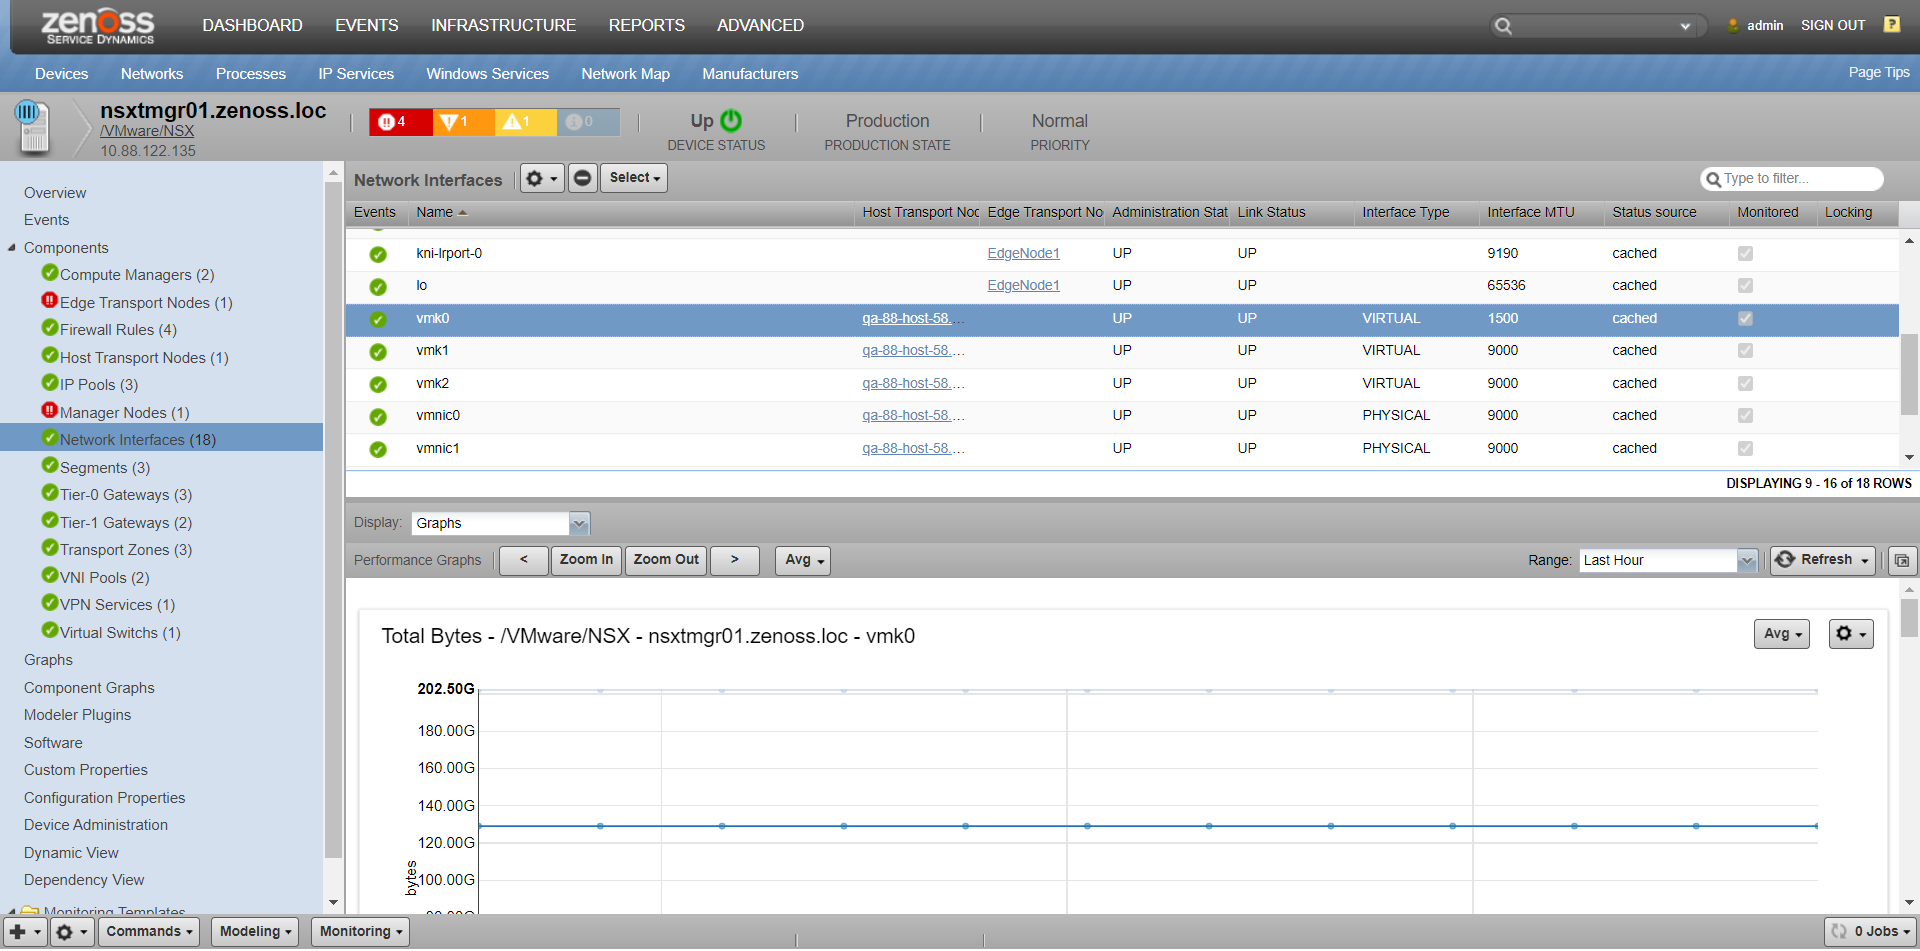 zenoss
SERVICE DYNAMICS
DASHBOARD EVENTS INFRASTRUCTURE REPORTS ADVANCED
admin SIGN OUT ?
Devices Networks Processes IP Services Windows Services Network Map Manufacturers Page Tips
nsxtmgr01.zenoss.loc
/VMware/NSX
10.88.122.135
4 1 1 0
Up
DEVICE STATUS
Production
PRODUCTION STATE
Normal
PRIORITY
Overview
Events
Components
Compute Managers (2)
Edge Transport Nodes (1)
Firewall Rules (4)
Host Transport Nodes (1)
IP Pools (3)
Manager Nodes (1)
Network Interfaces (18)
Segments (3)
Tier-0 Gateways (3)
Tier-1 Gateways (2)
Transport Zones (3)
VNI Pools (2)
VPN Services (1)
Virtual Switchs (1)
Graphs
Component Graphs
Modeler Plugins
Software
Custom Properties
Configuration Properties
Device Administration
Dynamic View
Dependency View
Monitoring Templates
Network Interfaces Select Type to filter...
Events Name Host Transport Noc Edge Transport No Administration Stat Link Status Interface Type Interface MTU Status source Monitored Locking
kni-lrport-0 EdgeNode1 UP UP 9190 cached
lo EdgeNode1 UP UP 65536 cached
vmk0 qa-88-host-58.... UP UP VIRTUAL 1500 cached
vmk1 qa-88-host-58.... UP UP VIRTUAL 9000 cached
vmk2 qa-88-host-58.... UP UP VIRTUAL 9000 cached
vmnic0 qa-88-host-58.... UP UP PHYSICAL 9000 cached
vmnic1 qa-88-host-58.... UP UP PHYSICAL 9000 cached
DISPLAYING 9 - 16 of 18 ROWS
Display: Graphs
Performance Graphs < Zoom In Zoom Out > Avg Range: Last Hour Refresh
Total Bytes - /VMware/NSX - nsxtmgr01.zenoss.loc - vmk0 Avg
202.50G
180.00G
160.00G
140.00G
120.00G
100.00G
bytes
Commands Modeling Monitoring 0 Jobs